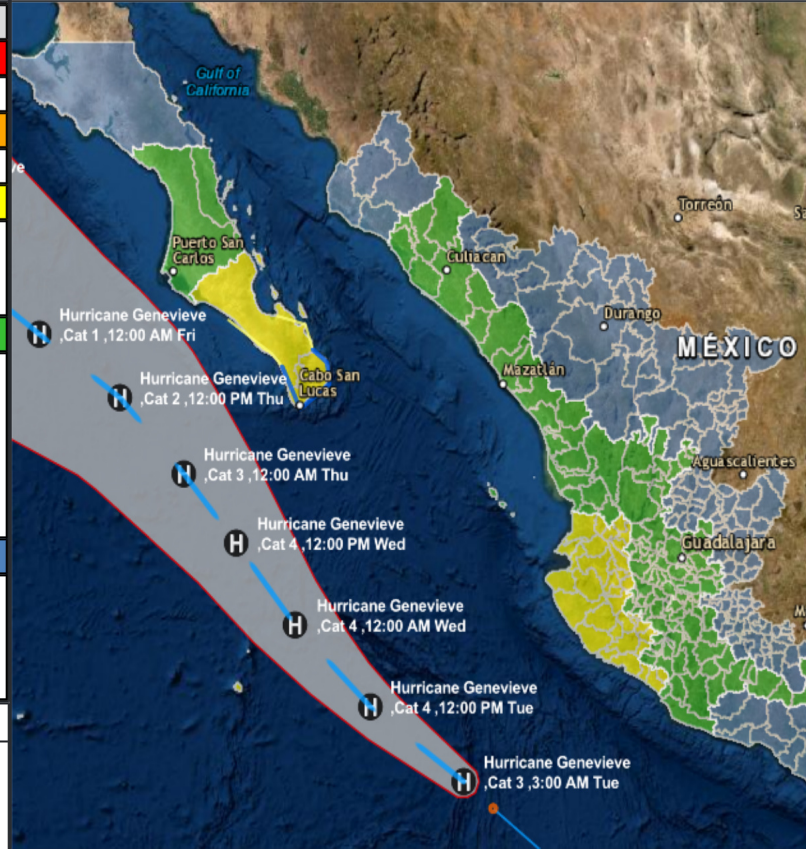 Gulf of
California
ve
Torreón
Puerto San
Carlos
Culiacan
Hurricane Genevieve
,Cat 1 ,12:00 AM Fri
Durango
MÉXICO
Hurricane Genevieve
,Cat 2 ,12:00 PM Thu
Cabo San
Lucas
Mazatlán
Hurricane Genevieve
,Cat 3 ,12:00 AM Thu
Aguascalientes
Hurricane Genevieve
,Cat 4 ,12:00 PM Wed
Guadalajara
Hurricane Genevieve
,Cat 4 ,12:00 AM Wed
Hurricane Genevieve
,Cat 4 ,12:00 PM Tue
Hurricane Genevieve
,Cat 3 ,3:00 AM Tue
H
H
H
H
H
H
H